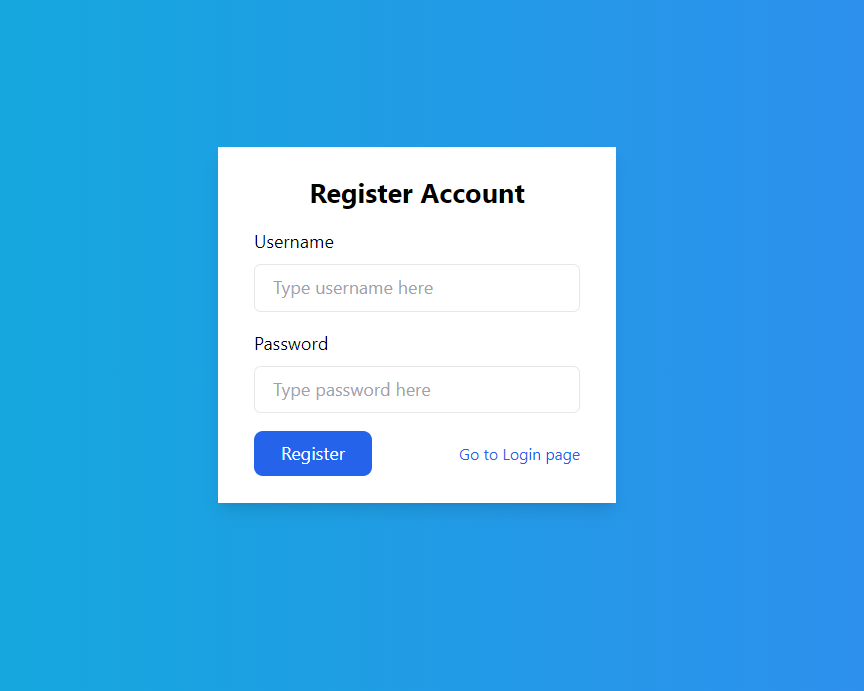 Register Account
Username
Type username here
Password
Type password here
Register
Go to Login page